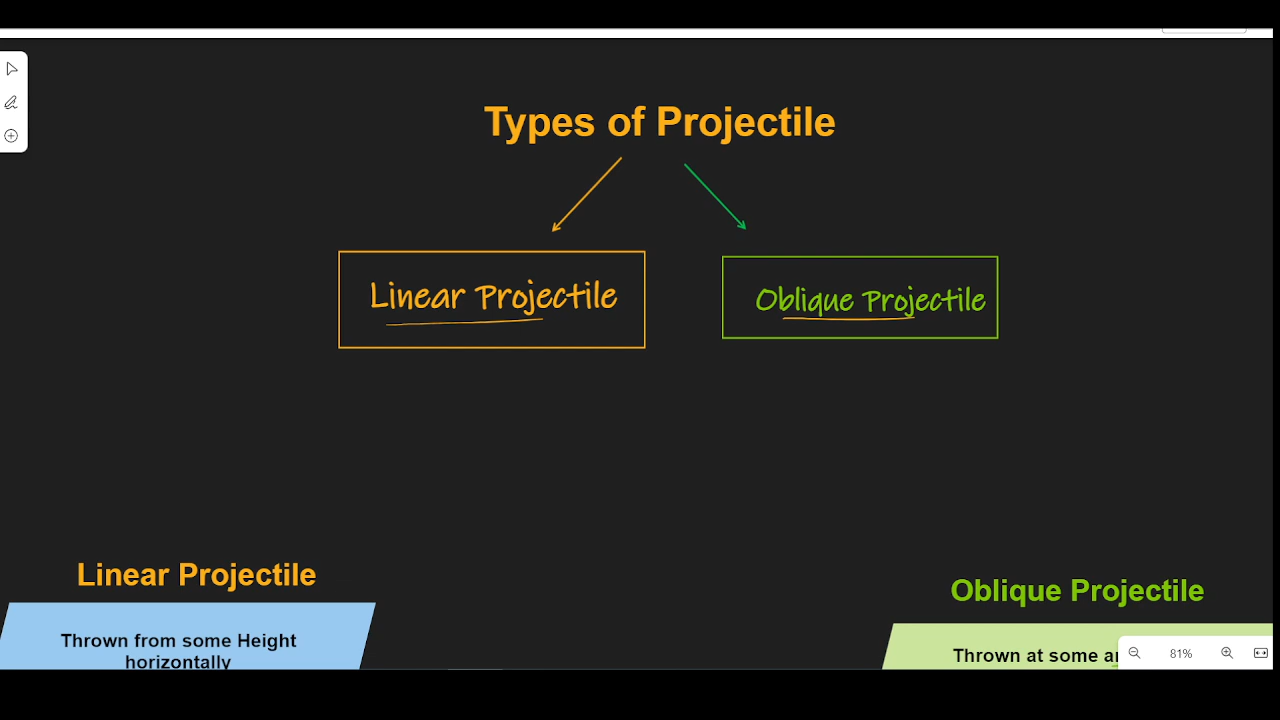 Types of Projectile
Linear Projectile
Oblique Projectile
Linear Projectile
Thrown from some Height
horizontally
Oblique Projectile
Thrown at some
81%